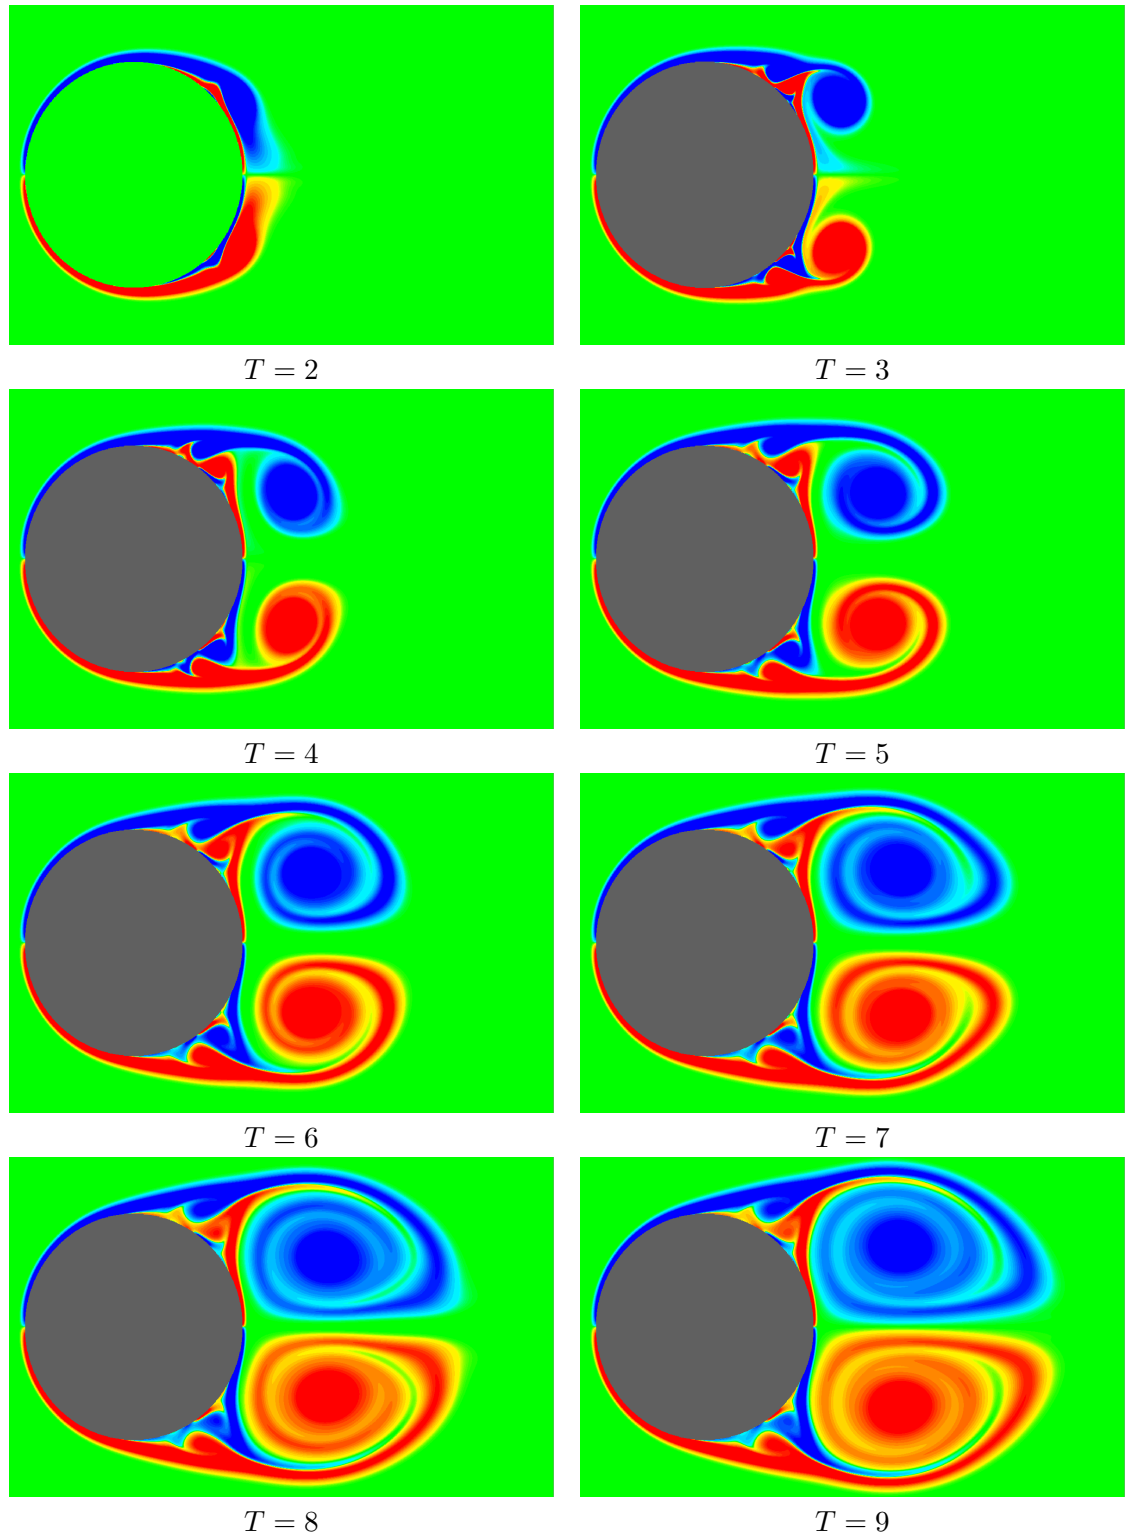 T = 2
T = 3
T = 4
T = 5
T = 6
T = 7
T = 8
T = 9